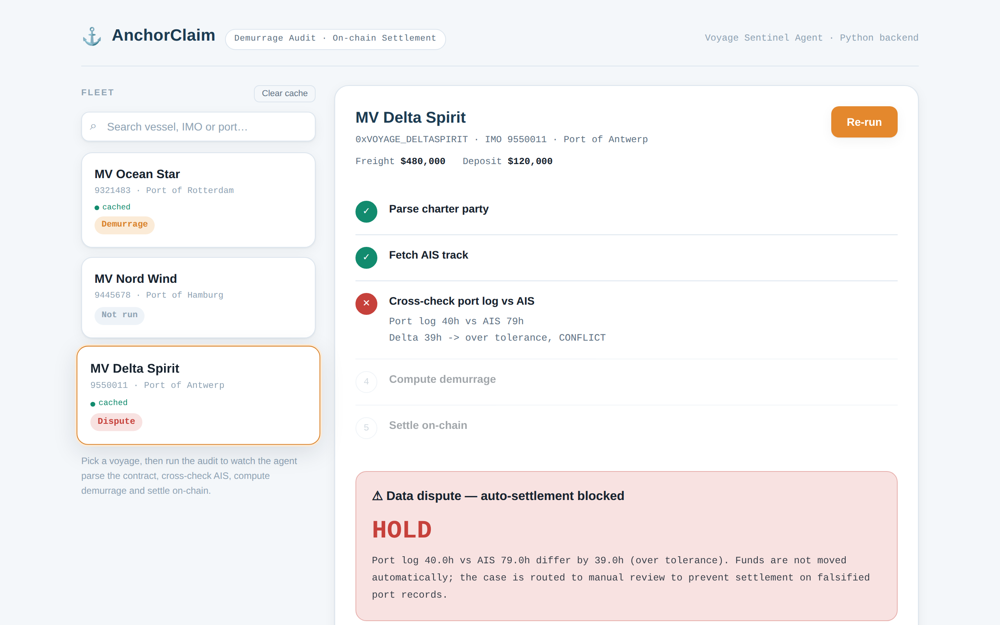 AnchorClaim
Demurrage Audit · On-chain Settlement
Voyage Sentinel Agent · Python backend
FLEET
Clear cache
Search vessel, IMO or port…
MV Ocean Star
9321483 · Port of Rotterdam
cached
Demurrage
MV Nord Wind
9445678 · Port of Hamburg
Not run
MV Delta Spirit
9550011 · Port of Antwerp
cached
Dispute
Pick a voyage, then run the audit to watch the agent
parse the contract, cross-check AIS, compute
demurrage and settle on-chain.
MV Delta Spirit
Re-run
0xVOYAGE_DELTASPIRIT · IMO 9550011 · Port of Antwerp
Freight $480,000 Deposit $120,000
✓ Parse charter party
✓ Fetch AIS track
✕ Cross-check port log vs AIS
Port log 40h vs AIS 79h
Delta 39h -> over tolerance, CONFLICT
4 Compute demurrage
5 Settle on-chain
⚠ Data dispute — auto-settlement blocked
HOLD
Port log 40.0h vs AIS 79.0h differ by 39.0h (over tolerance). Funds are not moved
automatically; the case is routed to manual review to prevent settlement on falsified
port records.